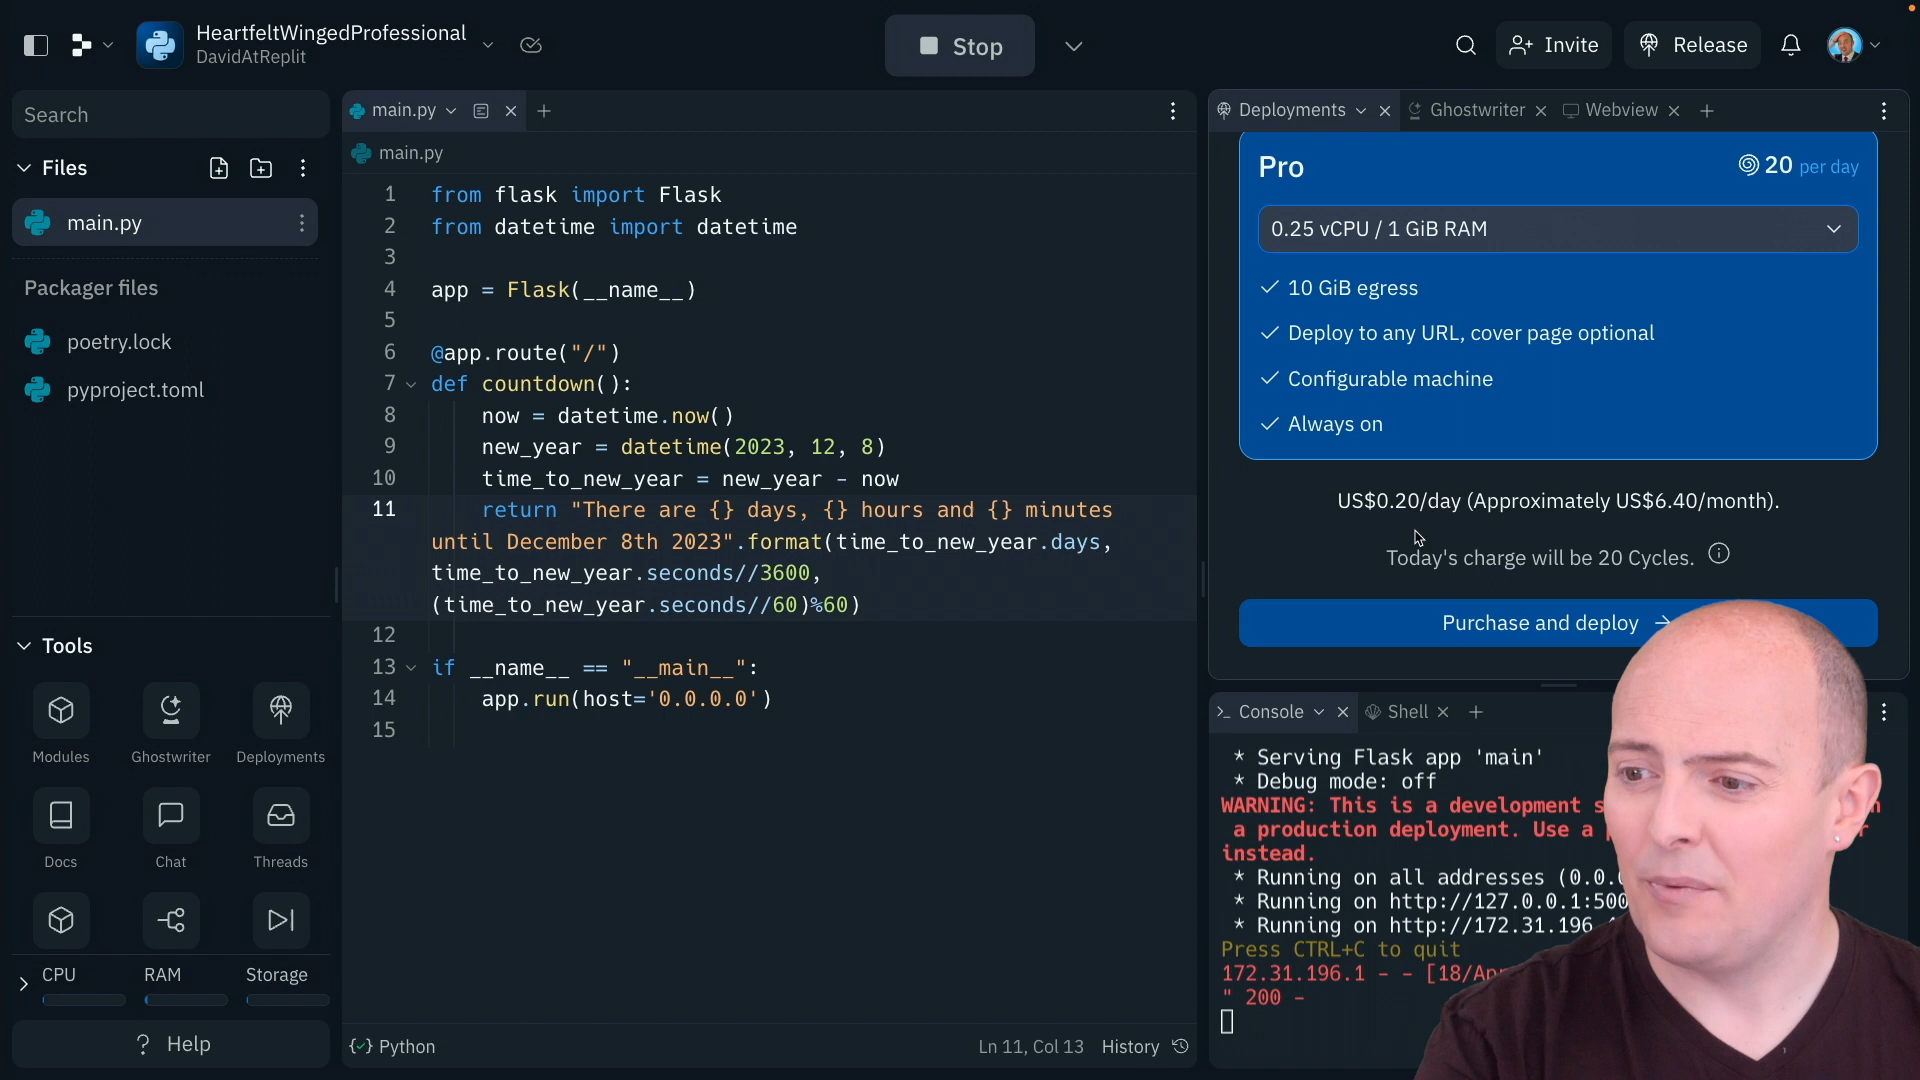 HeartfeltWingedProfessional
DavidAtReplit
Stop
Invite
Release
Search
Files
main.py
Packager files
poetry.lock
pyproject.toml
Tools
Modules
Ghostwriter
Deployments
Docs
Chat
Threads
CPU
RAM
Storage
? Help
main.py
main.py
1 from flask import Flask
2 from datetime import datetime
3
4 app = Flask(__name__)
5
6 @app.route("/")
7 def countdown():
8 now = datetime.now()
9 new_year = datetime(2023, 12, 8)
10 time_to_new_year = new_year - now
11 return "There are {} days, {} hours and {} minutes
until December 8th 2023".format(time_to_new_year.days,
time_to_new_year.seconds//3600,
(time_to_new_year.seconds//60)%60)
12
13 if __name__ == "__main__":
14 app.run(host='0.0.0.0')
15
Python
Ln 11, Col 13
History
Deployments
Ghostwriter
Webview
Pro
20 per day
0.25 vCPU / 1 GiB RAM
10 GiB egress
Deploy to any URL, cover page optional
Configurable machine
Always on
US$0.20/day (Approximately US$6.40/month).
Today's charge will be 20 Cycles.
Purchase and deploy →
Console
Shell
* Serving Flask app 'main'
* Debug mode: off
WARNING: This is a development
a production deployment. Use a
instead.
* Running on all addresses (0.0.
* Running on http://127.0.0.1:500
* Running on http://172.31.196
Press CTRL+C to quit
172.31.196.1 - - [18/Ap
" 200 -